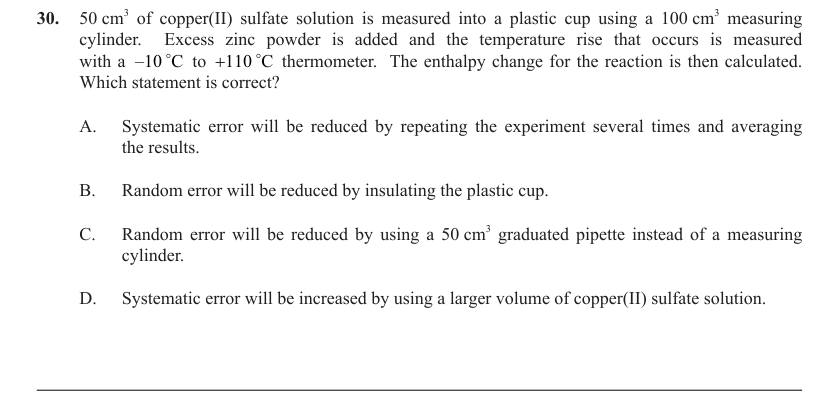 30. 50 cm³ of copper(II) sulfate solution is measured into a plastic cup using a 100 cm³ measuring
cylinder. Excess zinc powder is added and the temperature rise that occurs is measured
with a −10 °C to +110 °C thermometer. The enthalpy change for the reaction is then calculated.
Which statement is correct?
A. Systematic error will be reduced by repeating the experiment several times and averaging
the results.
B. Random error will be reduced by insulating the plastic cup.
C. Random error will be reduced by using a 50 cm³ graduated pipette instead of a measuring
cylinder.
D. Systematic error will be increased by using a larger volume of copper(II) sulfate solution.